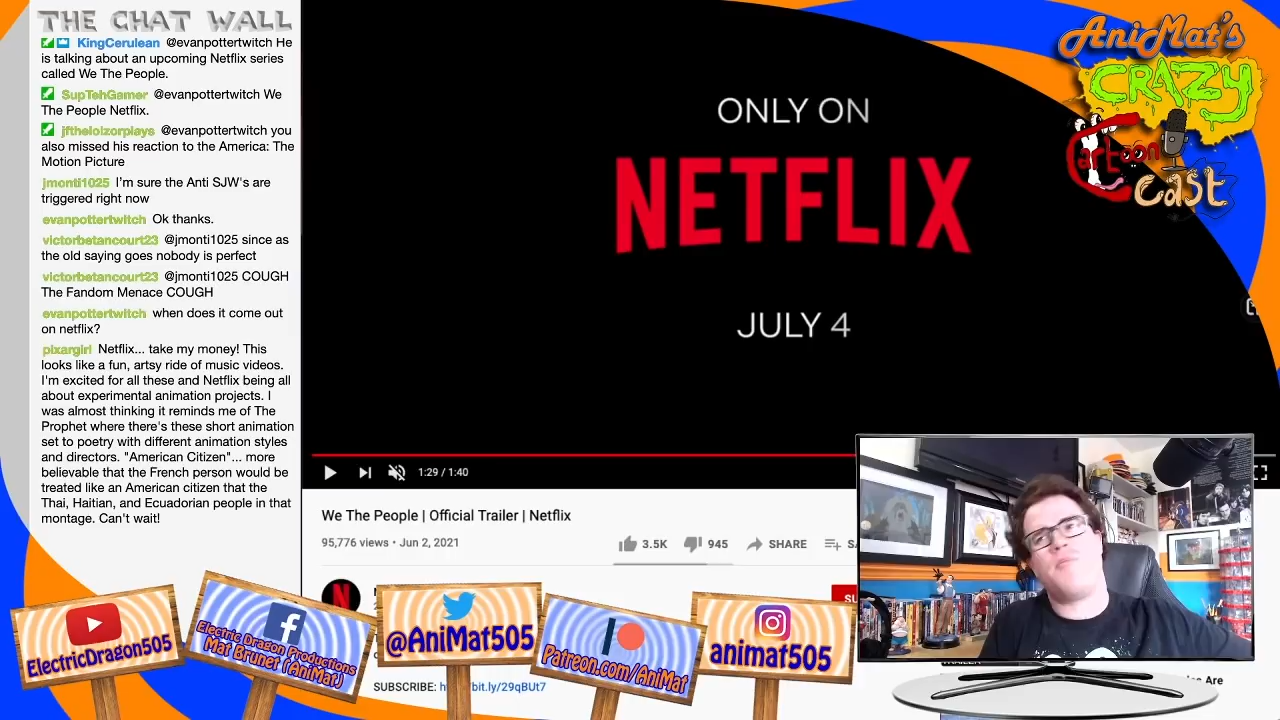 THE CHAT WALL
KingCerulean @evanpottertwitch He
is talking about an upcoming Netflix series
called We The People.
SupTehGamer @evanpottertwitch We
The People Netflix.
jftheloizorplays @evanpottertwitch you
also missed his reaction to the America: The
Motion Picture
jmonti1025 I'm sure the Anti SJW's are
triggered right now
evanpottertwitch Ok thanks.
victorbetancourt23 @jmonti1025 since as
the old saying goes nobody is perfect
victorbetancourt23 @jmonti1025 COUGH
The Fandom Menace COUGH
evanpottertwitch when does it come out
on netflix?
pixargirl Netflix... take my money! This
looks like a fun, artsy ride of music videos.
I'm excited for all these and Netflix being all
about experimental animation projects. I
was almost thinking it reminds me of The
Prophet where there's these short animation
set to poetry with different animation styles
and directors. "American Citizen"... more
believable that the French person would be
treated like an American citizen that the
Thai, Haitian, and Ecuadorian people in that
montage. Can't wait!
ONLY ON
NETFLIX
JULY 4
AniMat's
CRAZY
Cartoon
Cast
1:29 / 1:40
We The People | Official Trailer | Netflix
95,776 views • Jun 2, 2021
3.5K
945
SHARE
SUBSCRIBE:
bit.ly/29qBUt7
ElectricDragon505
Electric Dragon Productions
Mat Brunet (AniMat)
@AniMat505
Patreon.com/AniMat
animat505